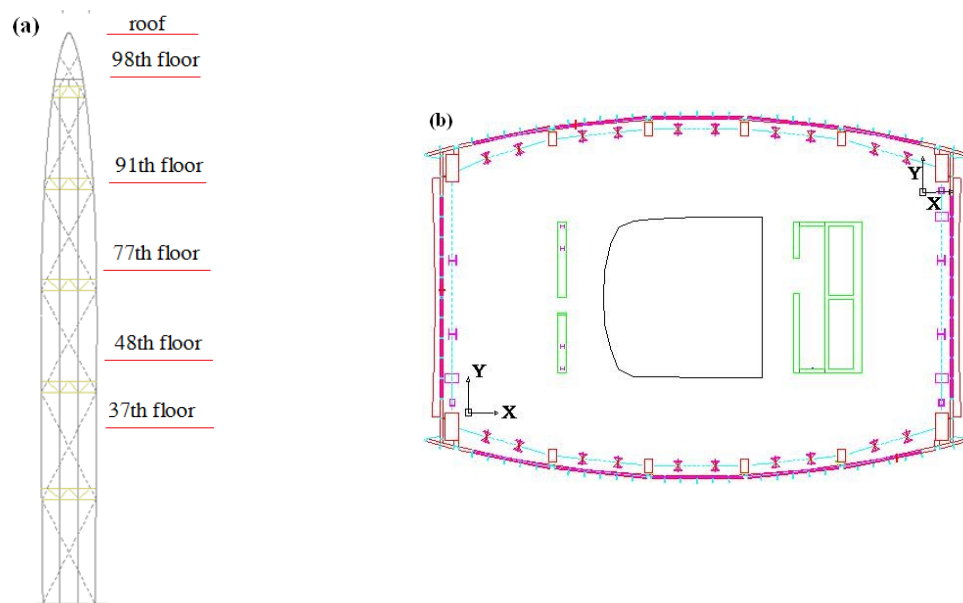 (a)
roof
98th floor
91th floor
77th floor
48th floor
37th floor
(b)
Y
X
Y
X